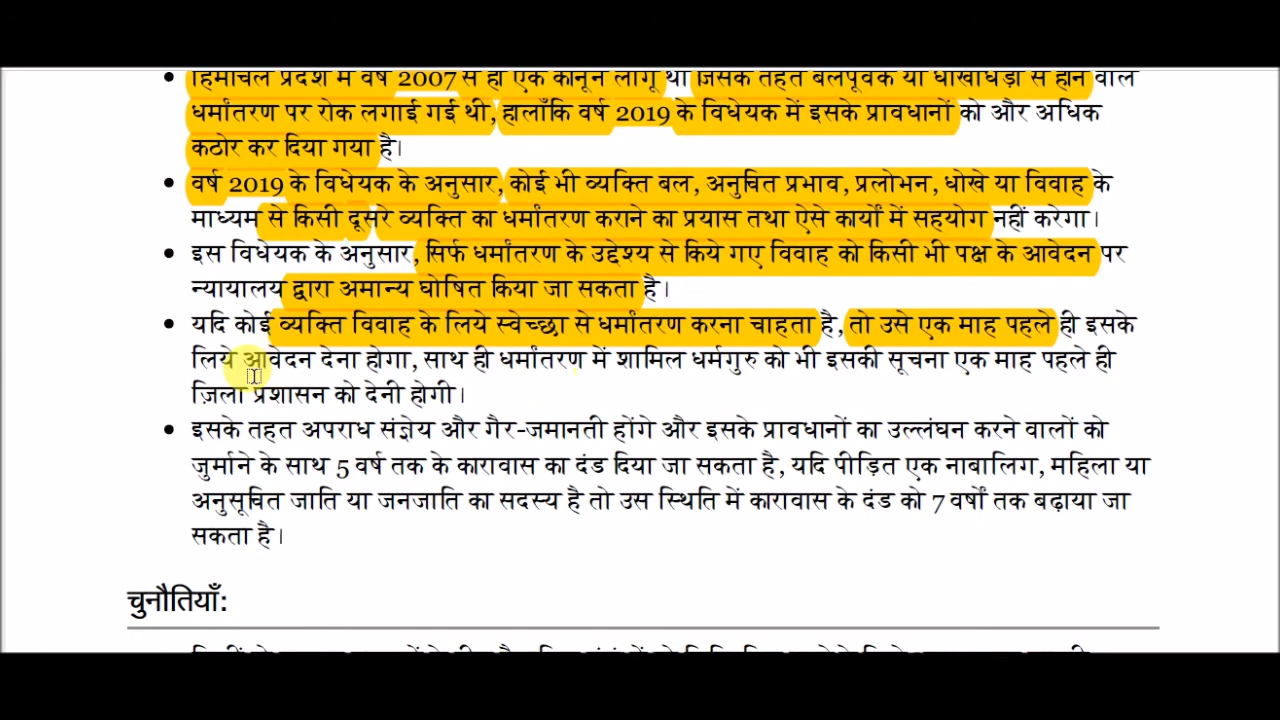 हिमाचल प्रदेश में वर्ष 2007 से ही एक कानून लागू था जिसके तहत बलपूर्वक या धोखाधड़ी से होने वाले
धर्मांतरण पर रोक लगाई गई थी, हालाँकि वर्ष 2019 के विधेयक में इसके प्रावधानों को और अधिक
कठोर कर दिया गया है।
वर्ष 2019 के विधेयक के अनुसार, कोई भी व्यक्ति बल, अनुचित प्रभाव, प्रलोभन, धोखे या विवाह के
माध्यम से किसी दूसरे व्यक्ति का धर्मांतरण कराने का प्रयास तथा ऐसे कार्यों में सहयोग नहीं करेगा।
इस विधेयक के अनुसार, सिर्फ धर्मांतरण के उद्देश्य से किये गए विवाह को किसी भी पक्ष के आवेदन पर
न्यायालय द्वारा अमान्य घोषित किया जा सकता है।
यदि कोई व्यक्ति विवाह के लिये स्वेच्छा से धर्मांतरण करना चाहता है, तो उसे एक माह पहले ही इसके
लिये आवेदन देना होगा, साथ ही धर्मांतरण में शामिल धर्मगुरु को भी इसकी सूचना एक माह पहले ही
ज़िला प्रशासन को देनी होगी।
इसके तहत अपराध संज्ञेय और गैर-जमानती होंगे और इसके प्रावधानों का उल्लंघन करने वालों को
जुर्माने के साथ 5 वर्ष तक के कारावास का दंड दिया जा सकता है, यदि पीड़ित एक नाबालिग, महिला या
अनुसूचित जाति या जनजाति का सदस्य है तो उस स्थिति में कारावास के दंड को 7 वर्षों तक बढ़ाया जा
सकता है।
चुनौतियाँ: